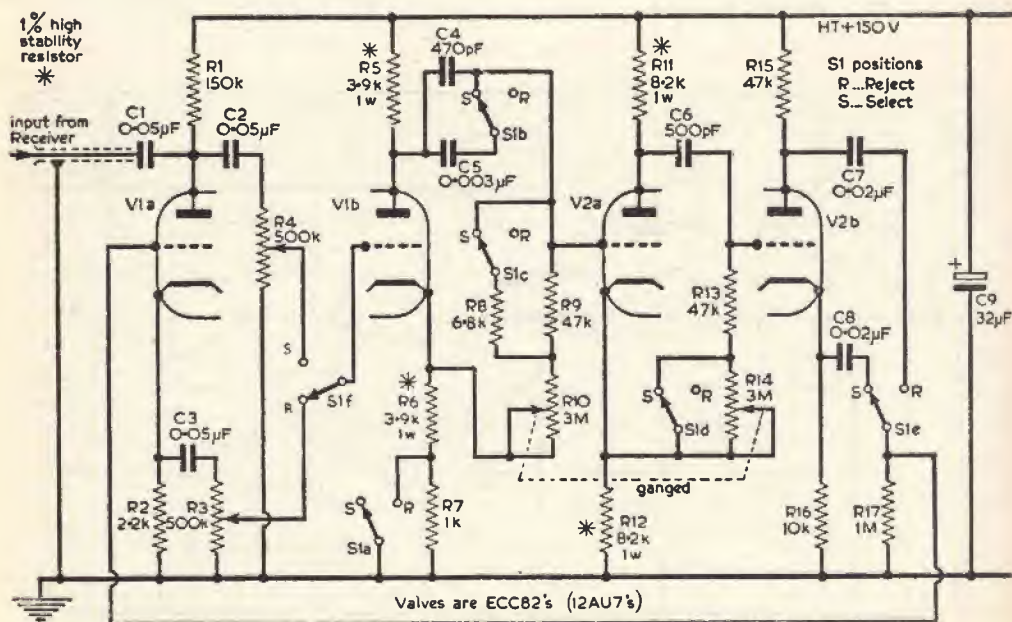 1% high
stability
resistor
*
input from
Receiver
C1
0·05μF
R1
150k
C2
0·05μF
V1a
R4
500k
C3
0·05μF
R2
2·2k
R3
500k
S
R
S1f
*
R5
3·9k
1w
V1b
C4
470pF
S
R
S1b
C5
0·003μF
S
R
S1c
R8
6·8k
R9
47k
*
R6
3·9k
1w
R10
3M
S
R
S1a
R7
1k
*
R11
8·2k
1w
C6
500pF
V2a
R13
47k
S
R
S1d
R14
3M
ganged
*
R12
8·2k
1w
HT+150V
R15
47k
S1 positions
R...Reject
S...Select
C7
0·02μF
V2b
C8
0·02μF
S
R
S1e
R16
10k
R17
1M
+
C9
32μF
Valves are ECC82's (12AU7's)